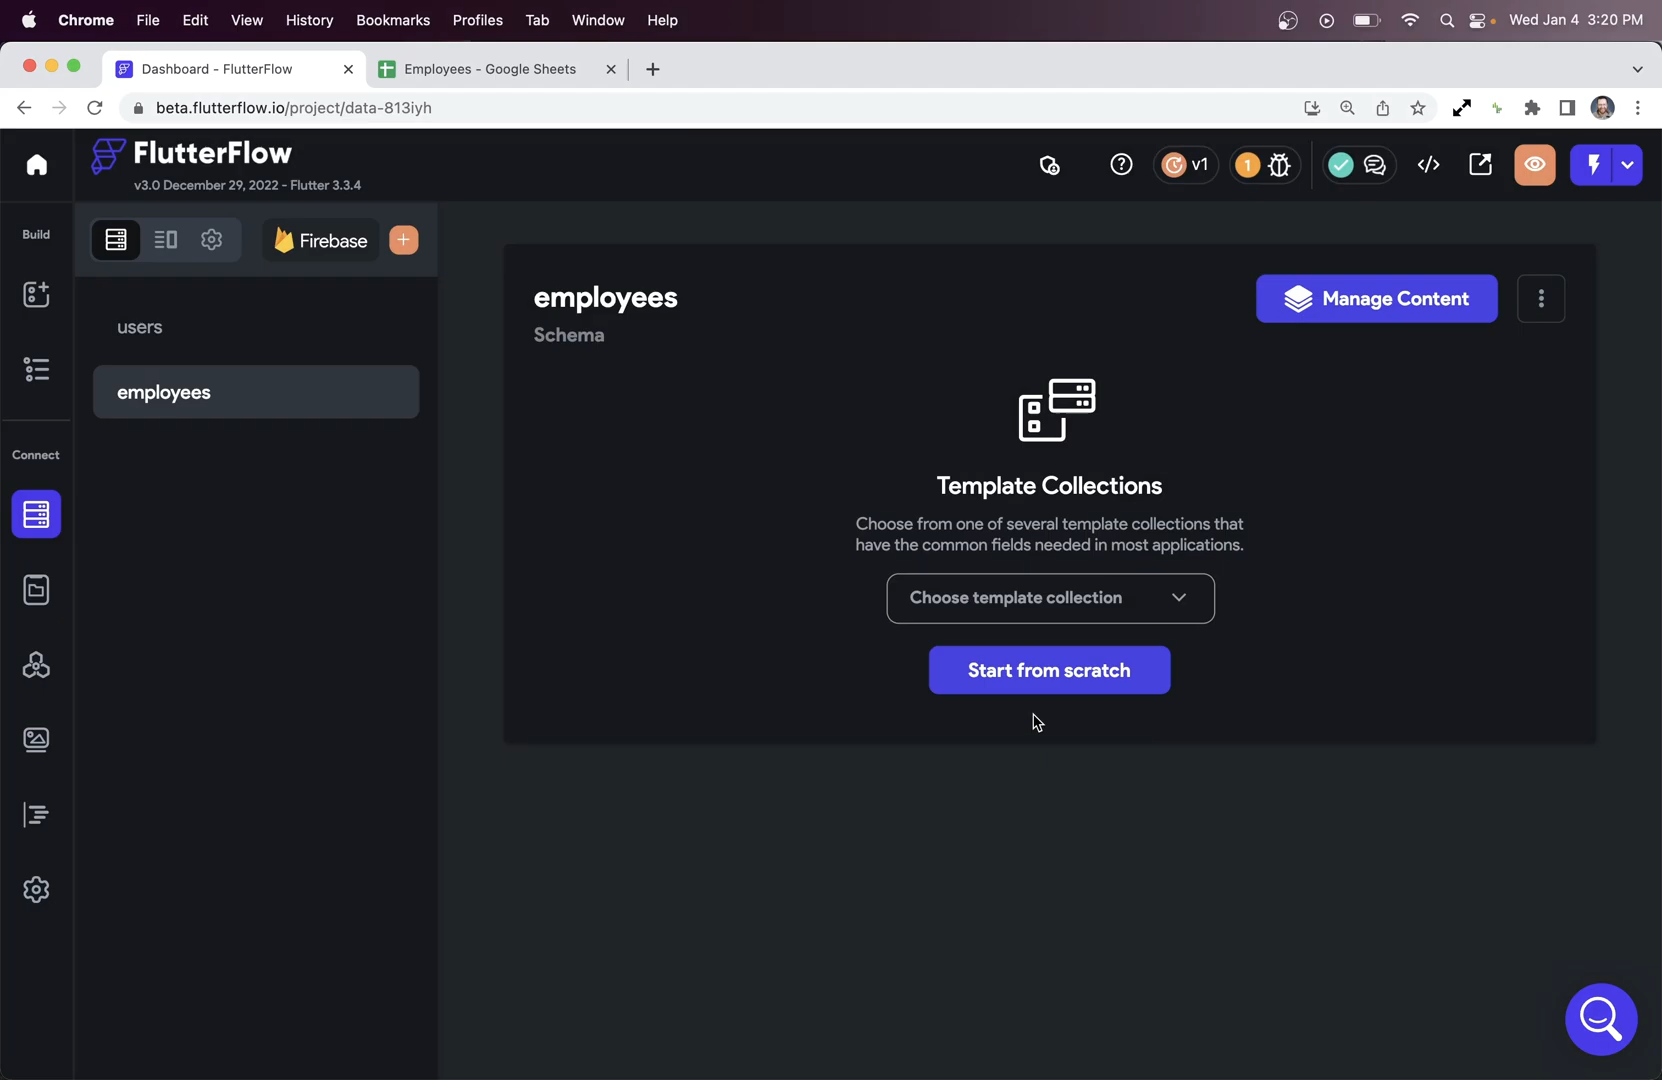 Chrome File Edit View History Bookmarks Profiles Tab Window Help Wed Jan 4 3:20 PM
Dashboard - FlutterFlow Employees - Google Sheets
beta.flutterflow.io/project/data-813iyh
FlutterFlow
v3.0 December 29, 2022 - Flutter 3.3.4
v1 1
Build
Firebase
users
employees
Connect
employees
Schema
Manage Content
Template Collections
Choose from one of several template collections that
have the common fields needed in most applications.
Choose template collection
Start from scratch